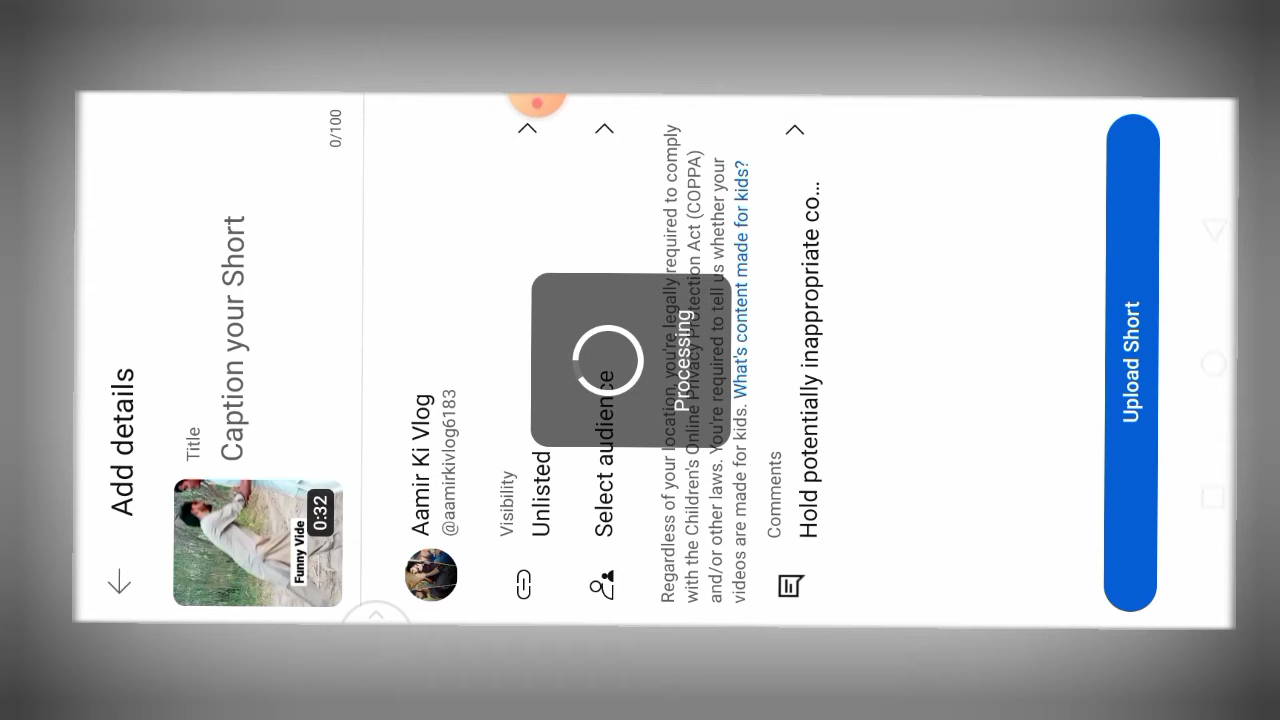 Add details
Title
Caption your Short
0/100
Funny Vide
0:32
Aamir Ki Vlog
@aamirkivlog6183
Visibility
Unlisted
Select audience
Processing
Regardless of your location, you're legally required to comply
with the Children's Online Privacy Protection Act (COPPA)
and/or other laws. You're required to tell us whether your
videos are made for kids. What's content made for kids?
Comments
Hold potentially inappropriate co...
Upload Short